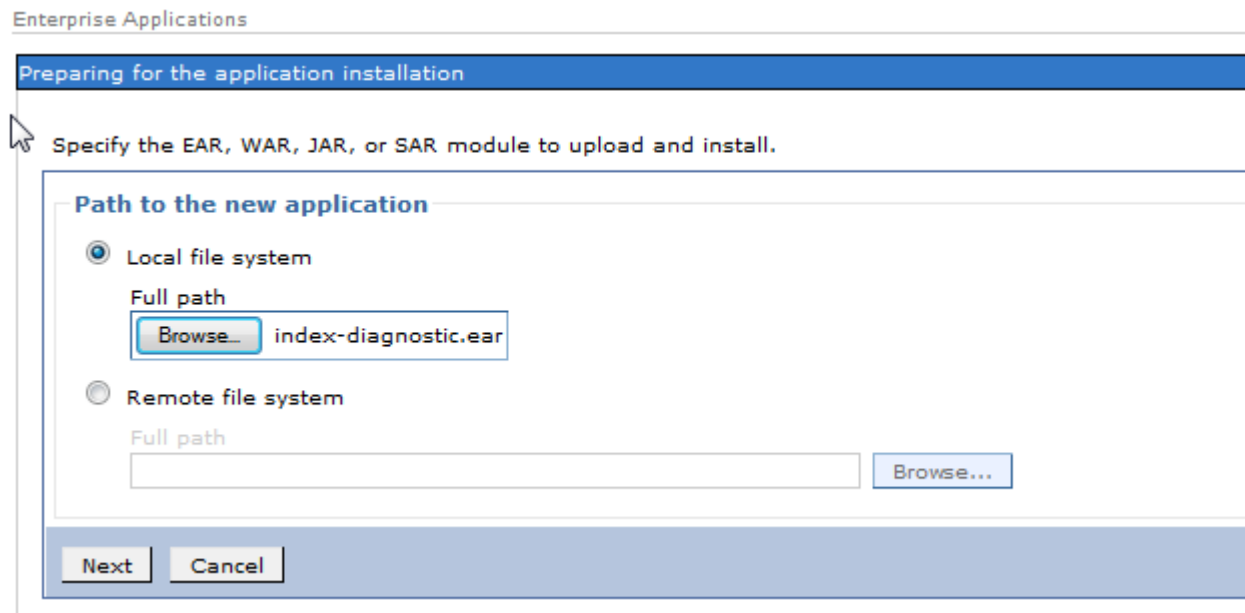 Enterprise Applications
Preparing for the application installation
Specify the EAR, WAR, JAR, or SAR module to upload and install.
Path to the new application
Local file system
Full path
Browse... index-diagnostic.ear
Remote file system
Full path
Browse...
Next Cancel